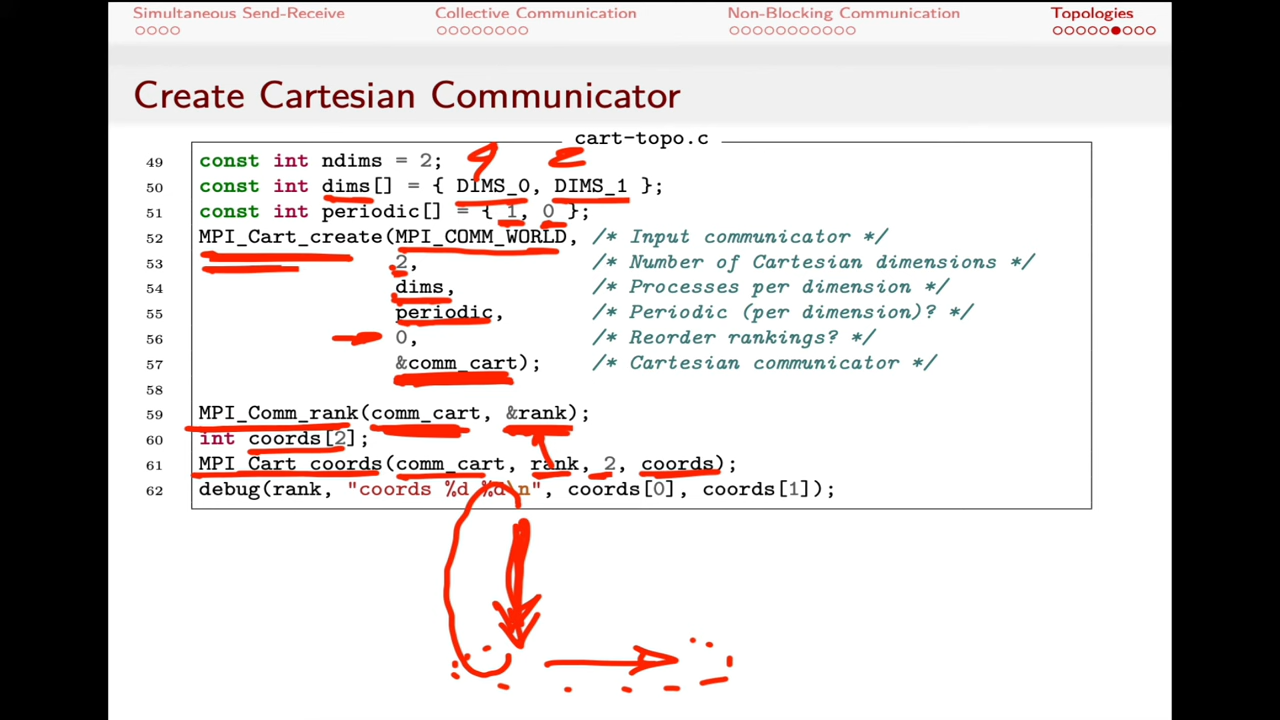 Simultaneous Send-Receive Collective Communication Non-Blocking Communication Topologies
Create Cartesian Communicator
cart-topo.c
49 const int ndims = 2;
50 const int dims[] = { DIMS_0, DIMS_1 };
51 const int periodic[] = { 1, 0 };
52 MPI_Cart_create(MPI_COMM_WORLD, /* Input communicator */
53 2, /* Number of Cartesian dimensions */
54 dims, /* Processes per dimension */
55 periodic, /* Periodic (per dimension)? */
56 0, /* Reorder rankings? */
57 &comm_cart); /* Cartesian communicator */
58
59 MPI_Comm_rank(comm_cart, &rank);
60 int coords[2];
61 MPI_Cart_coords(comm_cart, rank, 2, coords);
62 debug(rank, "coords %d %d\n", coords[0], coords[1]);